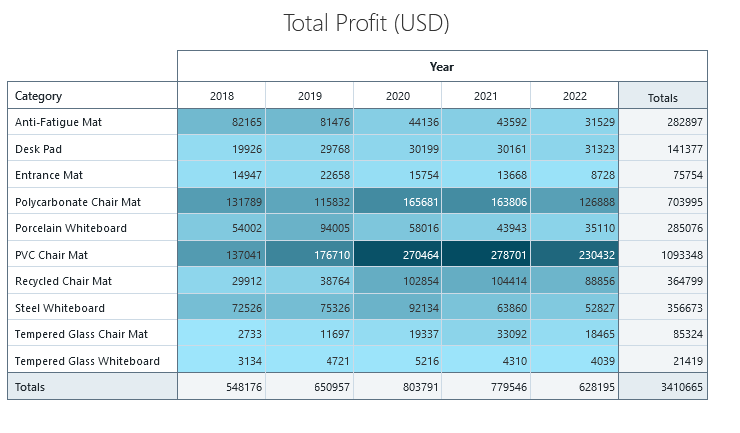 Total Profit (USD)
Year
Category 2018 2019 2020 2021 2022 Totals
Anti-Fatigue Mat 82165 81476 44136 43592 31529 282897
Desk Pad 19926 29768 30199 30161 31323 141377
Entrance Mat 14947 22658 15754 13668 8728 75754
Polycarbonate Chair Mat 131789 115832 165681 163806 126888 703995
Porcelain Whiteboard 54002 94005 58016 43943 35110 285076
PVC Chair Mat 137041 176710 270464 278701 230432 1093348
Recycled Chair Mat 29912 38764 102854 104414 88856 364799
Steel Whiteboard 72526 75326 92134 63860 52827 356673
Tempered Glass Chair Mat 2733 11697 19337 33092 18465 85324
Tempered Glass Whiteboard 3134 4721 5216 4310 4039 21419
Totals 548176 650957 803791 779546 628195 3410665